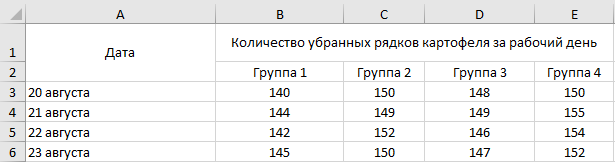 A B C D E
1 Дата Количество убранных рядков картофеля за рабочий день
2 Группа 1 Группа 2 Группа 3 Группа 4
3 20 августа 140 150 148 150
4 21 августа 144 149 149 155
5 22 августа 142 152 146 154
6 23 августа 145 150 147 152